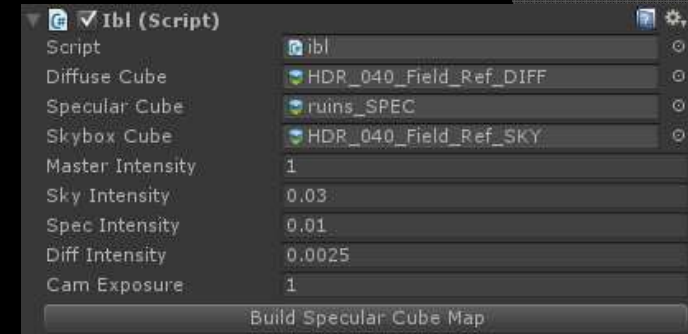 Ibl (Script)
Script ibl
Diffuse Cube HDR_040_Field_Ref_DIFF
Specular Cube ruins_SPEC
Skybox Cube HDR_040_Field_Ref_SKY
Master Intensity 1
Sky Intensity 0.03
Spec Intensity 0.01
Diff Intensity 0.0025
Cam Exposure 1
Build Specular Cube Map